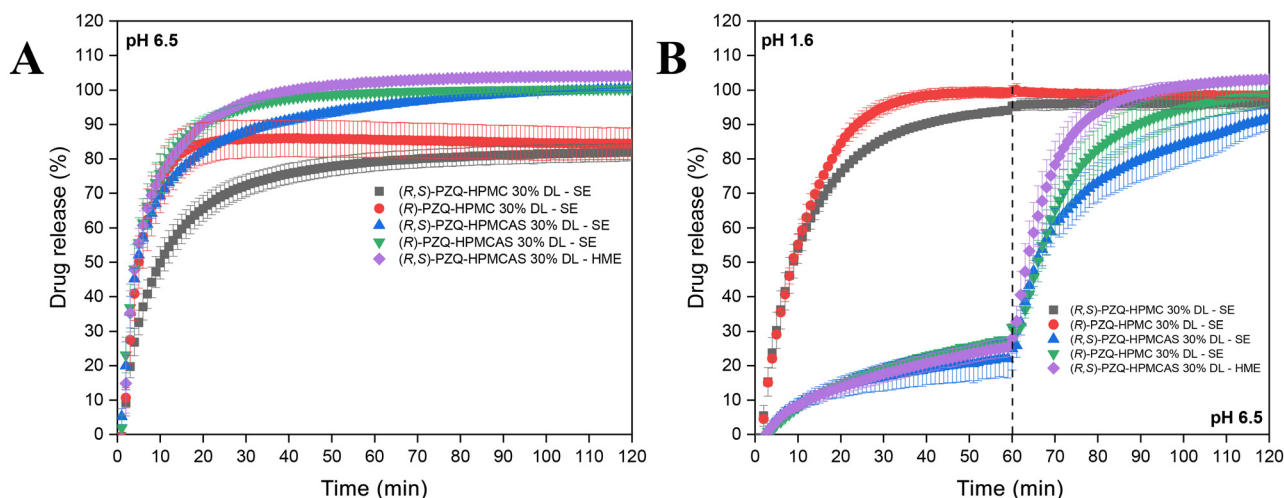 A
pH 6.5
Drug release (%)
120
110
100
90
80
70
60
50
40
30
20
10
0
(R,S)-PZQ-HPMC 30% DL - SE
(R)-PZQ-HPMC 30% DL - SE
(R,S)-PZQ-HPMCAS 30% DL - SE
(R)-PZQ-HPMCAS 30% DL - SE
(R,S)-PZQ-HPMCAS 30% DL - HME
0 10 20 30 40 50 60 70 80 90 100 110 120
Time (min)
B
pH 1.6
Drug release (%)
120
110
100
90
80
70
60
50
40
30
20
10
0
(R,S)-PZQ-HPMC 30% DL - SE
(R)-PZQ-HPMC 30% DL - SE
(R,S)-PZQ-HPMCAS 30% DL - SE
(R)-PZQ-HPMC 30% DL - SE
(R,S)-PZQ-HPMCAS 30% DL - HME
pH 6.5
0 10 20 30 40 50 60 70 80 90 100 110 120
Time (min)